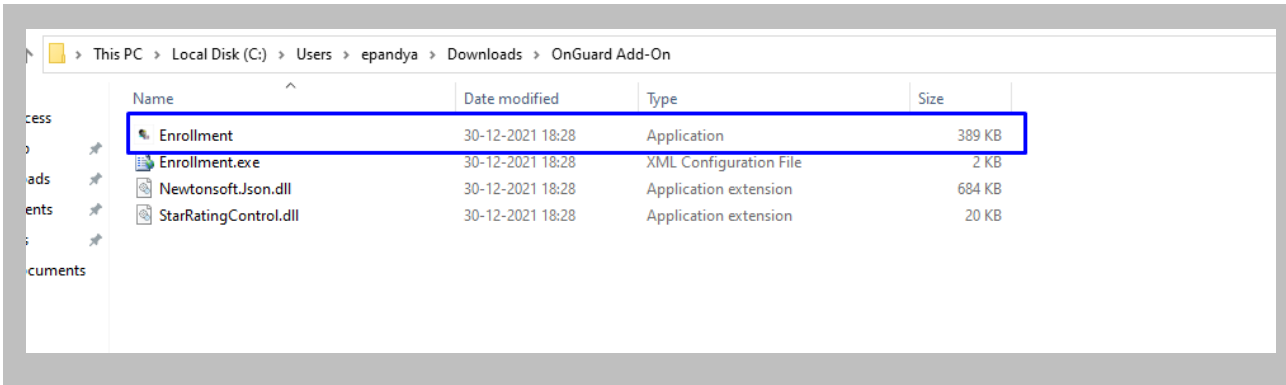 This PC > Local Disk (C:) > Users > epandya > Downloads > OnGuard Add-On
Name Date modified Type Size
cess
Enrollment 30-12-2021 18:28 Application 389 KB
Enrollment.exe 30-12-2021 18:28 XML Configuration File 2 KB
ads Newtonsoft.Json.dll 30-12-2021 18:28 Application extension 684 KB
ents StarRatingControl.dll 30-12-2021 18:28 Application extension 20 KB
cuments